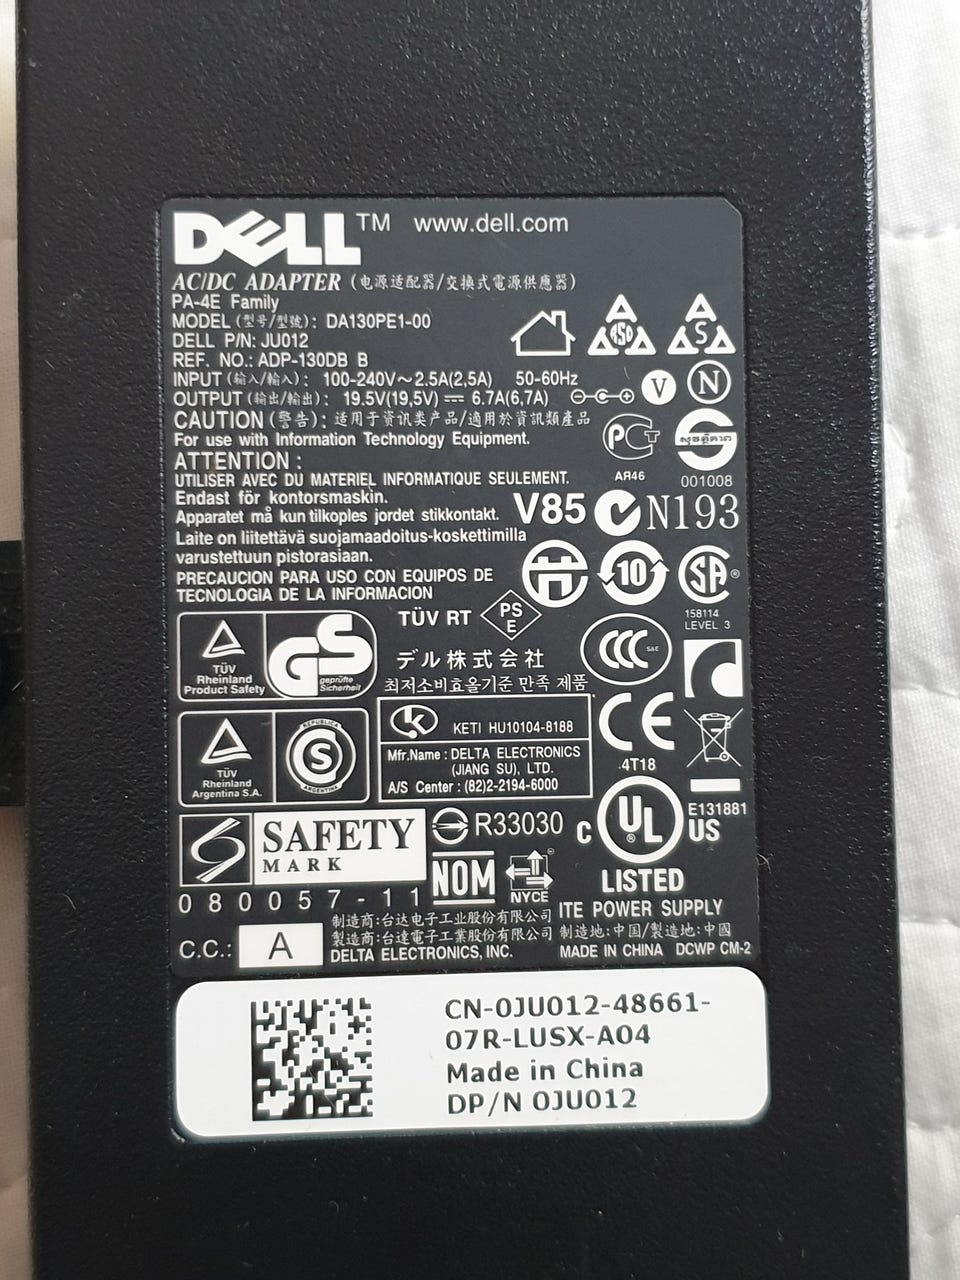 DELL™ www.dell.com
AC/DC ADAPTER (电源适配器/交換式電源供應器)
PA-4E Family
MODEL (型号/型號): DA130PE1-00
DELL P/N: JU012
REF. NO.: ADP-130DB B
INPUT (输入/輸入): 100-240V~2.5A(2,5A) 50-60Hz
OUTPUT (输出/輸出): 19.5V(19,5V) ⎓ 6.7A(6,7A)
V N
CAUTION (警告): 适用于资讯类产品/適用於資訊類產品
For use with Information Technology Equipment.
PCT
AЯ46
001008
ATTENTION :
UTILISER AVEC DU MATERIEL INFORMATIQUE SEULEMENT.
Endast för kontorsmaskin.
Apparatet må kun tilkoples jordet stikkontakt.
V85 N193
Laite on liitettävä suojamaadoitus-koskettimilla
varustettuun pistorasiaan.
PRECAUCION PARA USO CON EQUIPOS DE
TECNOLOGIA DE LA INFORMACION
10 SA®
158114
LEVEL 3
TÜV
Rheinland
Product Safety
GS
geprüfte
Sicherheit
TÜV RT PS
E
CCC S&E
デル株式会社
최저소비효율기준 만족 제품
TÜV
Rheinland
Argentina S.A.
REPUBLICA
S
ARGENTINA
K KETI HU10104-8188
Mfr.Name : DELTA ELECTRONICS
(JIANG SU), LTD.
A/S Center : (82)2-2194-6000
CE
.4T18
SAFETY
MARK
080057-11
R33030
c UL® US
E131881
LISTED
ITE POWER SUPPLY
NOM NYCE
C.C.: A
制造商:台达电子工业股份有限公司
製造商:台達電子工業股份有限公司
DELTA ELECTRONICS, INC.
制造地:中国/製造地:中國
MADE IN CHINA DCWP CM-2
CN-0JU012-48661-
07R-LUSX-A04
Made in China
DP/N 0JU012